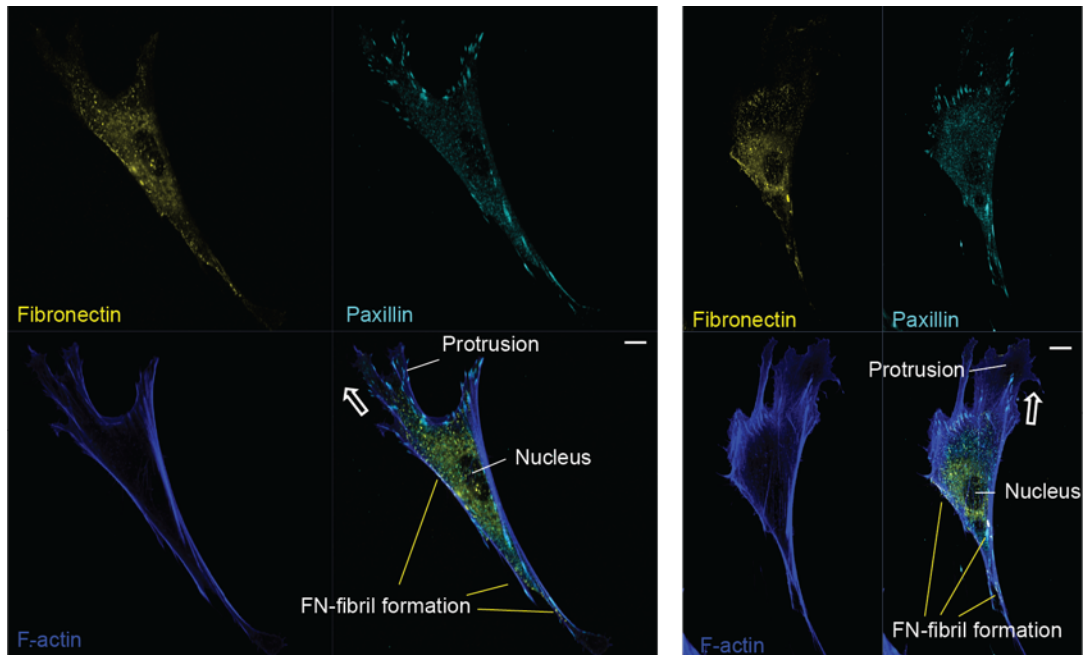 Fibronectin
Paxillin
Fibronectin
Paxillin
Protrusion
Nucleus
FN-fibril formation
F-actin
Protrusion
Nucleus
FN-fibril formation
F-actin